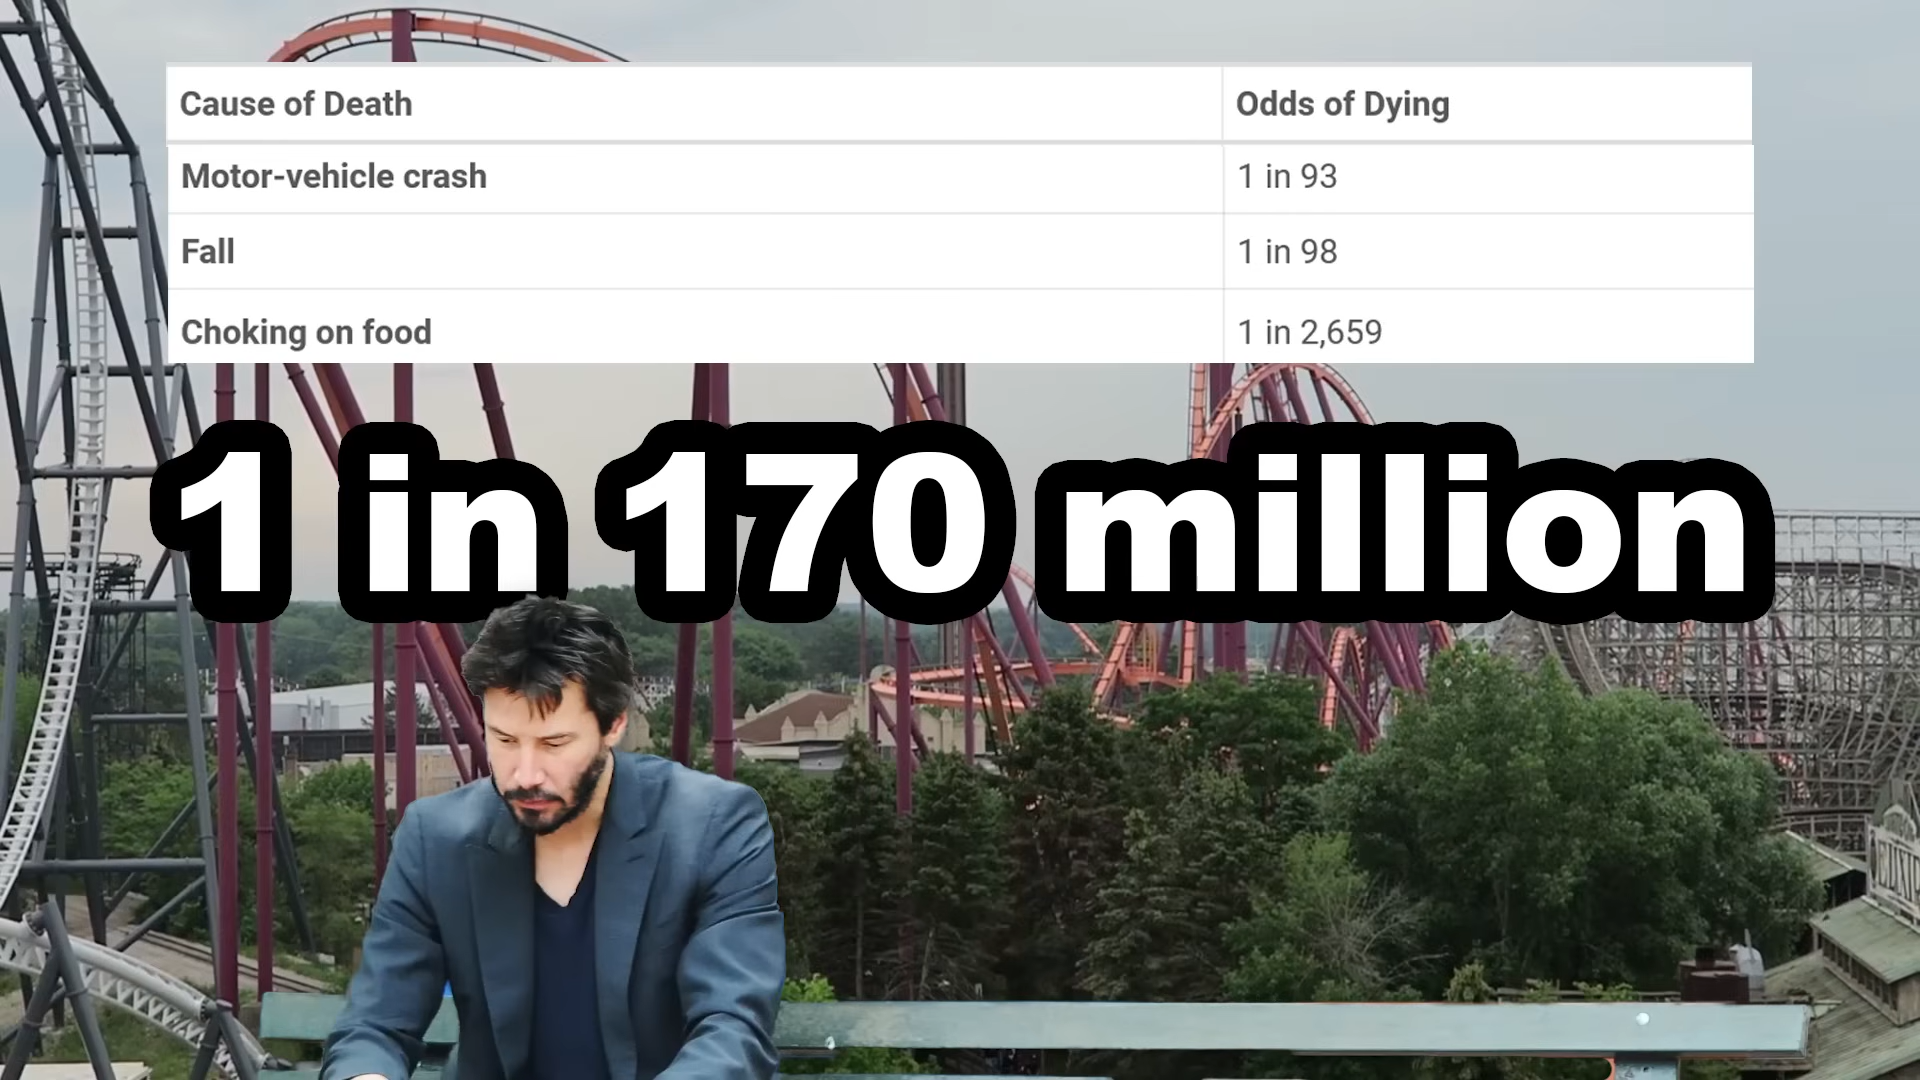 Cause of Death Odds of Dying
Motor-vehicle crash 1 in 93
Fall 1 in 98
Choking on food 1 in 2,659
1 in 170 million